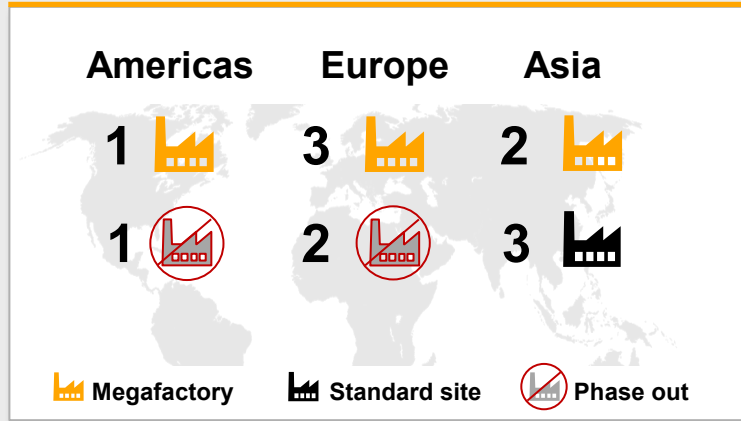 Americas Europe Asia
1 3 2
1 2 3
Megafactory Standard site Phase out